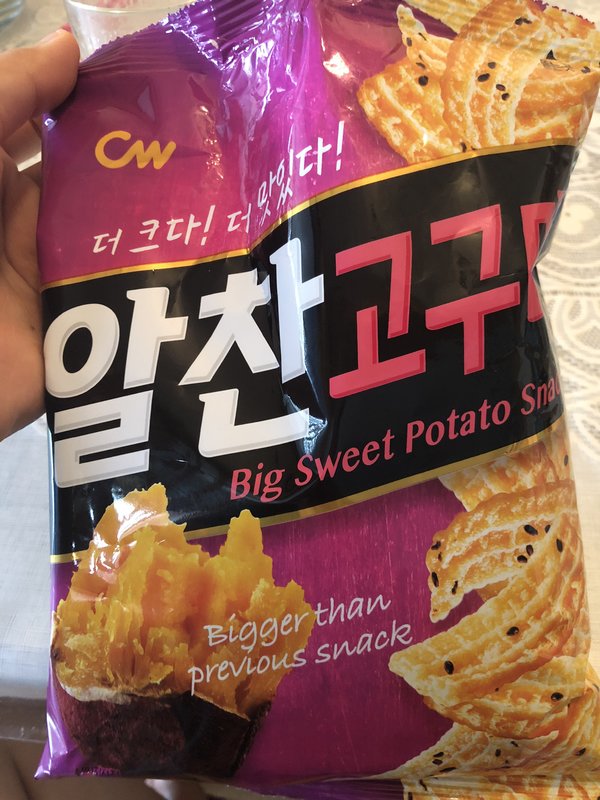 CW
더 크다! 더 맛있다!
알찬고구
Big Sweet Potato Sna
Bigger than
previous snack